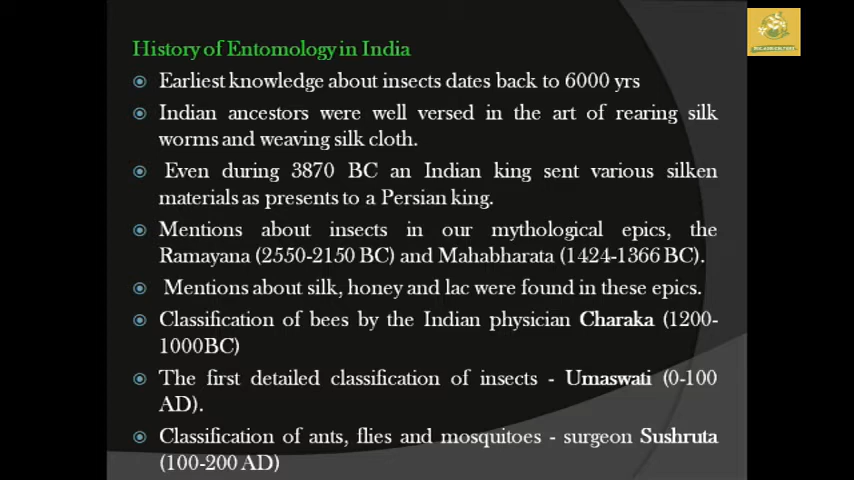 History of Entomology in India
Earliest knowledge about insects dates back to 6000 yrs
Indian ancestors were well versed in the art of rearing silk
worms and weaving silk cloth.
Even during 3870 BC an Indian king sent various silken
materials as presents to a Persian king.
Mentions about insects in our mythological epics, the
Ramayana (2550-2150 BC) and Mahabharata (1424-1366 BC).
Mentions about silk, honey and lac were found in these epics.
Classification of bees by the Indian physician Charaka (1200-
1000BC)
The first detailed classification of insects - Umaswati (0-100
AD).
Classification of ants, flies and mosquitoes - surgeon Sushruta
(100-200 AD)